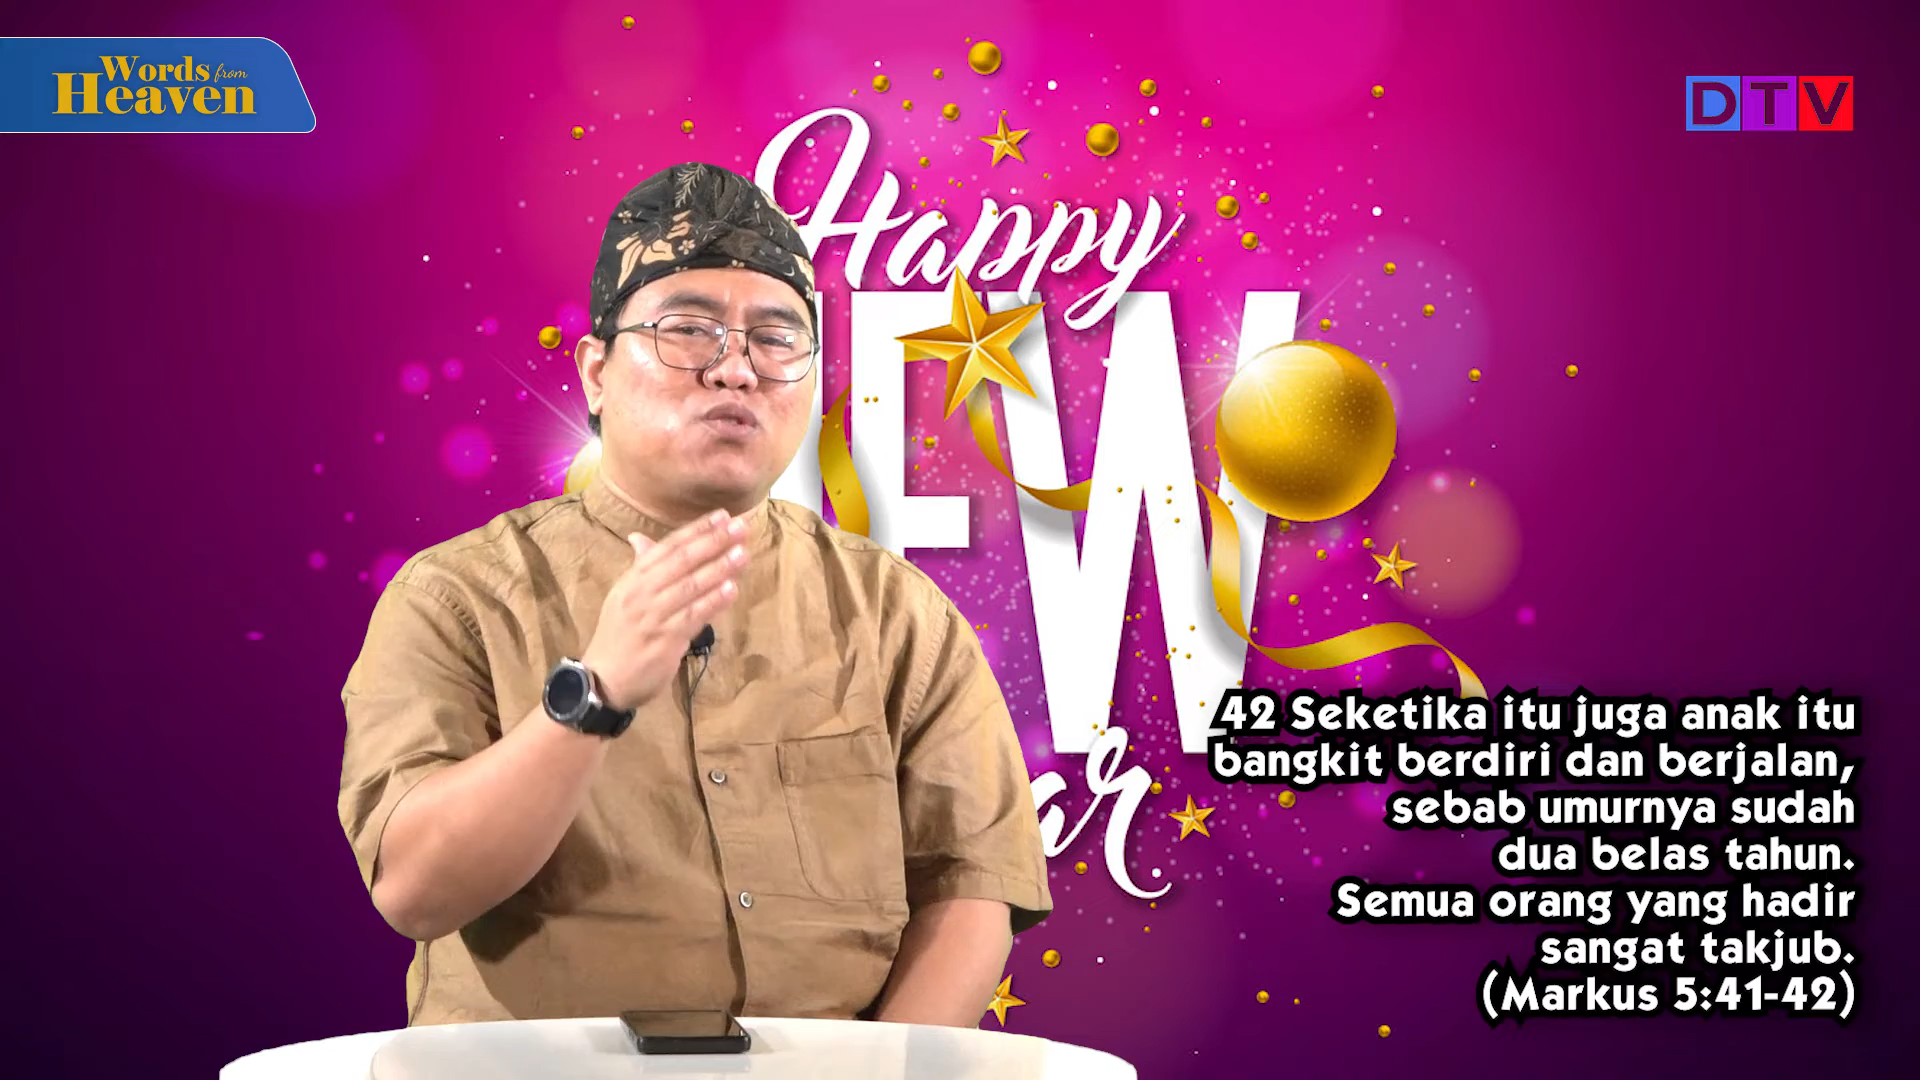 Words from
Heaven
DTV
Happy
42 Seketika itu juga anak itu
bangkit berdiri dan berjalan,
sebab umurnya sudah
dua belas tahun.
Semua orang yang hadir
sangat takjub.
(Markus 5:41-42)